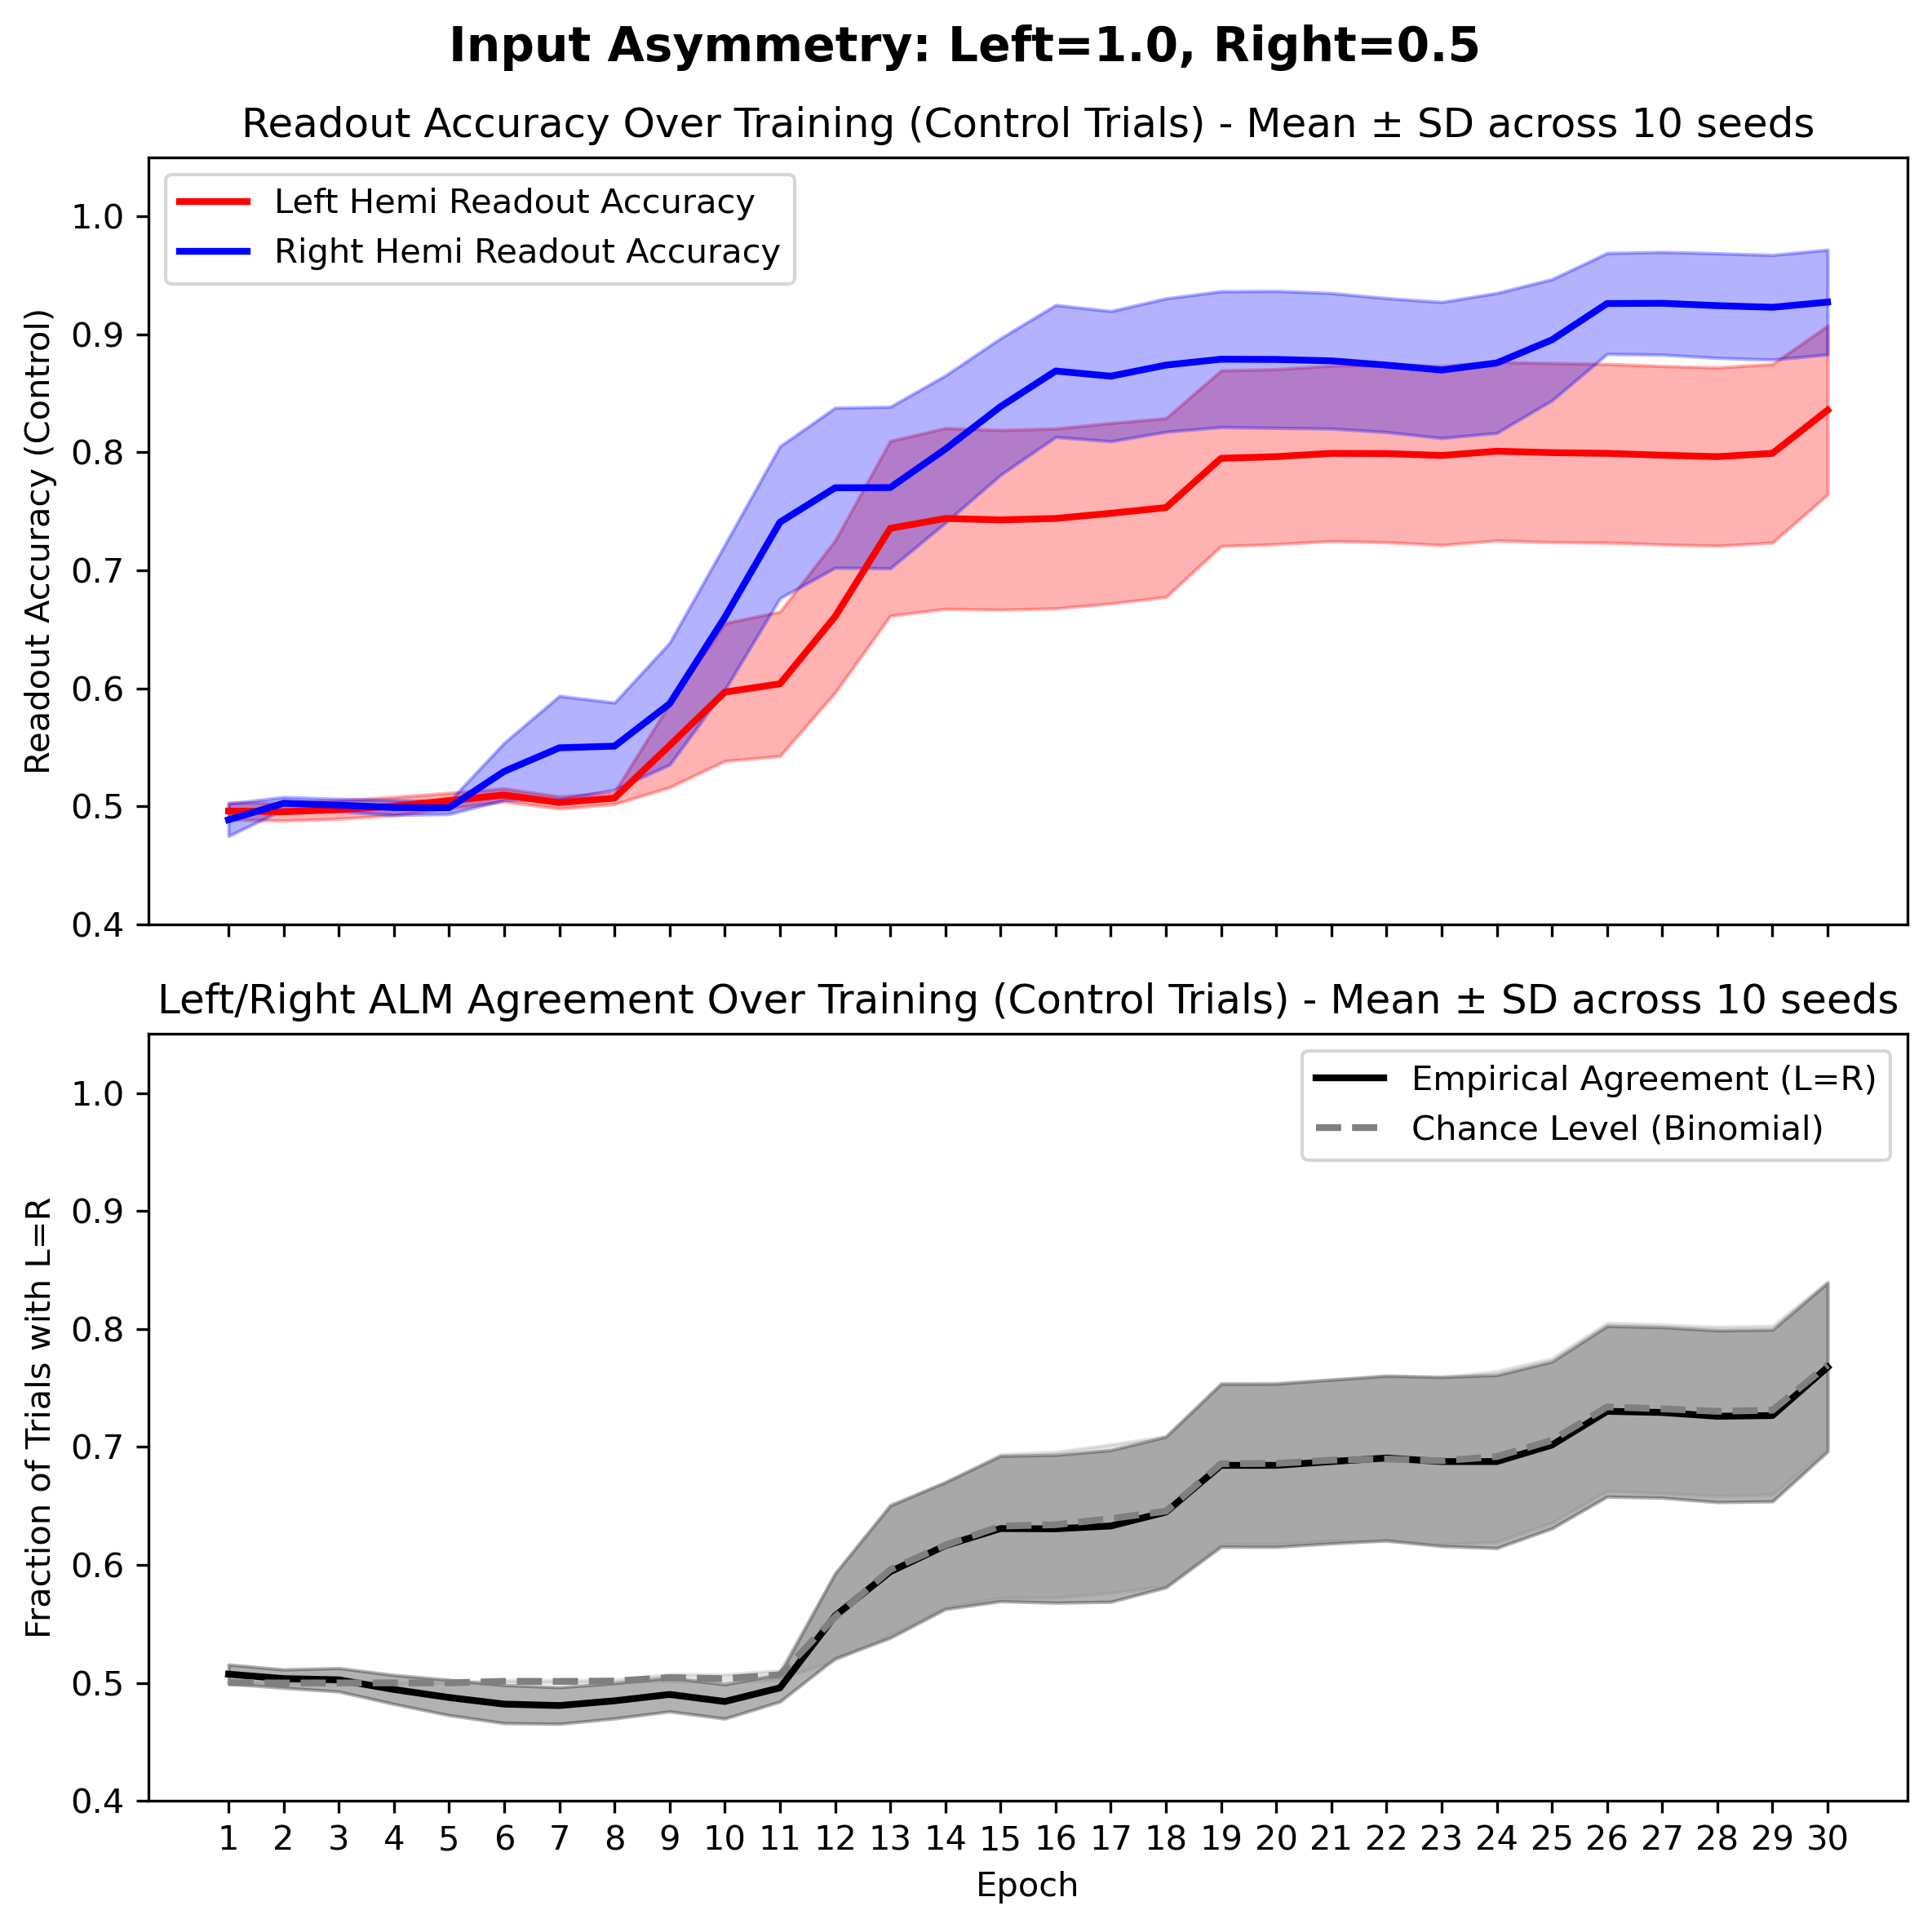 Input Asymmetry: Left=1.0, Right=0.5
Readout Accuracy Over Training (Control Trials) - Mean ± SD across 10 seeds
Left Hemi Readout Accuracy
Right Hemi Readout Accuracy
Readout Accuracy (Control)
1.0
0.9
0.8
0.7
0.6
0.5
0.4
Left/Right ALM Agreement Over Training (Control Trials) - Mean ± SD across 10 seeds
Empirical Agreement (L=R)
Chance Level (Binomial)
Fraction of Trials with L=R
1.0
0.9
0.8
0.7
0.6
0.5
0.4
1 2 3 4 5 6 7 8 9 10 11 12 13 14 15 16 17 18 19 20 21 22 23 24 25 26 27 28 29 30
Epoch